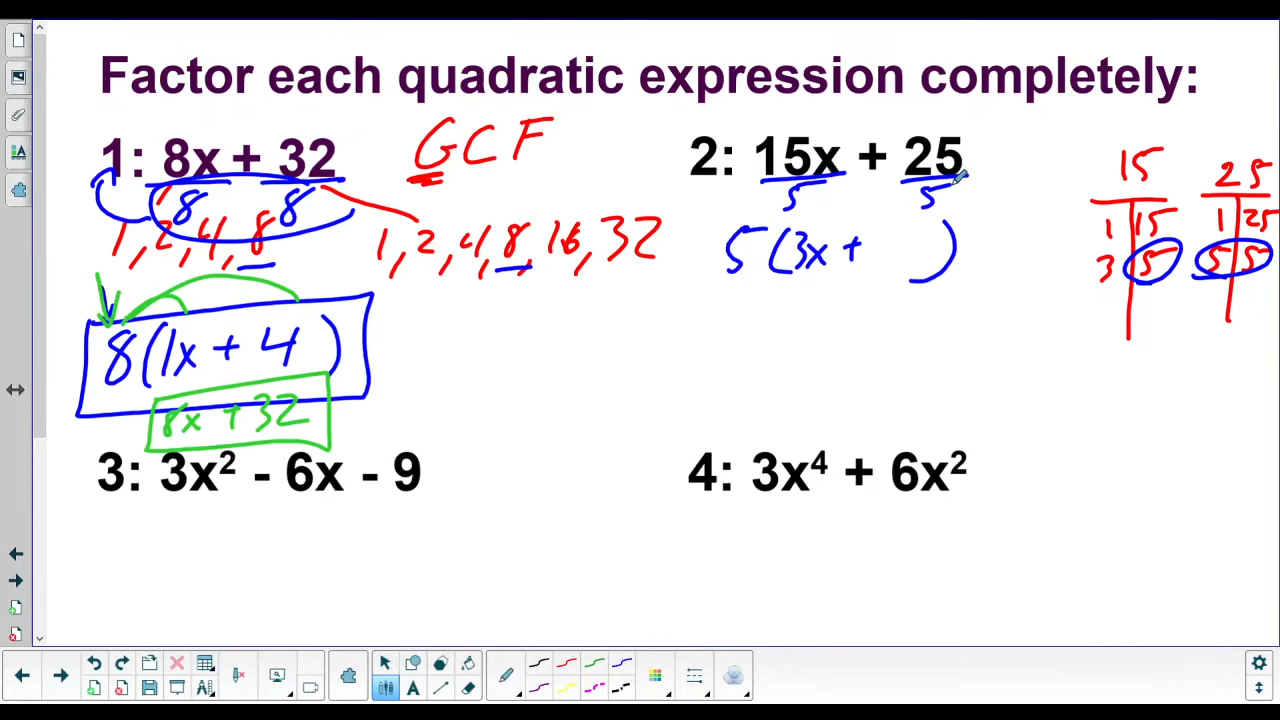 Factor each quadratic expression completely:
1: 8x + 32
GCF
2: 15x + 25
8 8
5 5
1, 2, 4, 8
1, 2, 4, 8, 16, 32
5(3x + )
15
1 15
3 5
25
1 25
5 5
8(1x + 4)
8x + 32
3: 3x² - 6x - 9
4: 3x⁴ + 6x²